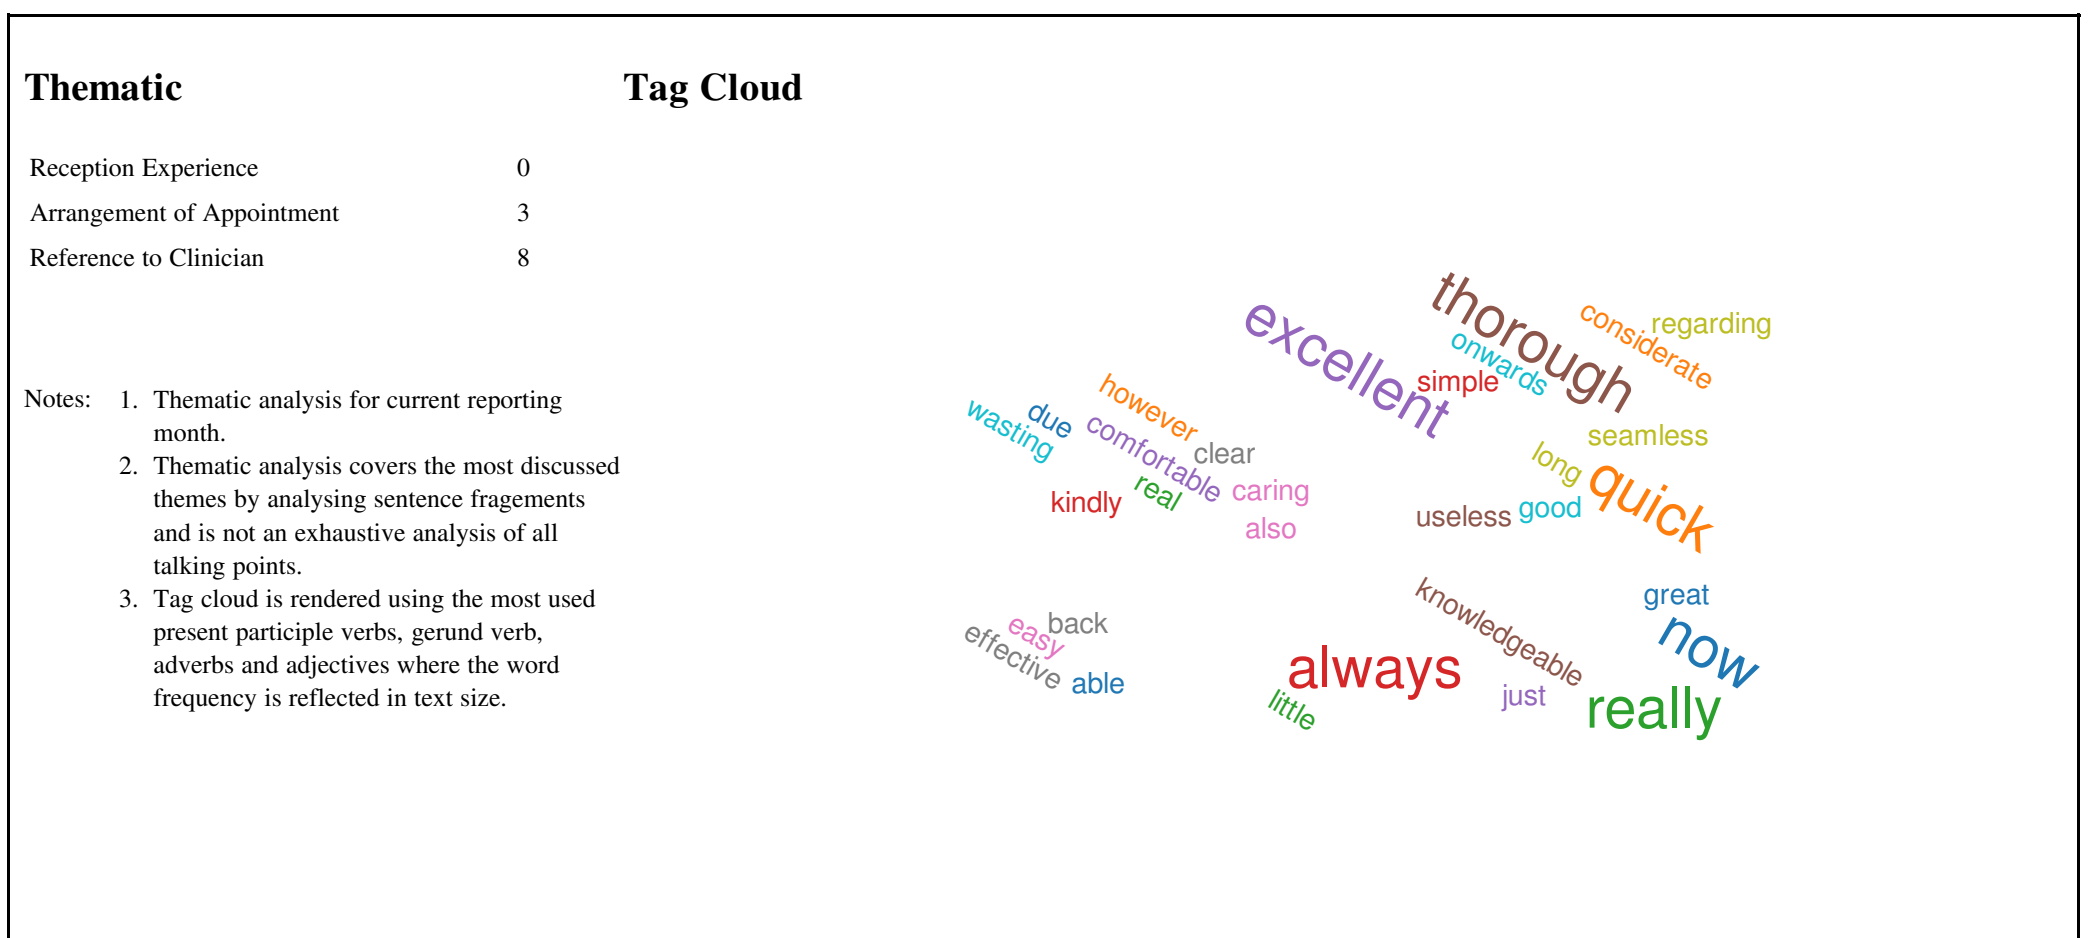 Thematic
Reception Experience 0
Arrangement of Appointment 3
Reference to Clinician 8
Notes: 1. Thematic analysis for current reporting
month.
2. Thematic analysis covers the most discussed
themes by analysing sentence fragements
and is not an exhaustive analysis of all
talking points.
3. Tag cloud is rendered using the most used
present participle verbs, gerund verb,
adverbs and adjectives where the word
frequency is reflected in text size.
Tag Cloud
thorough
excellent
considerate
regarding
onwards
simple
however
wasting
due
comfortable
clear
real
caring
kindly
also
seamless
long
quick
useless
good
knowledgeable
great
now
back
easy
effective
able
always
little
just
really